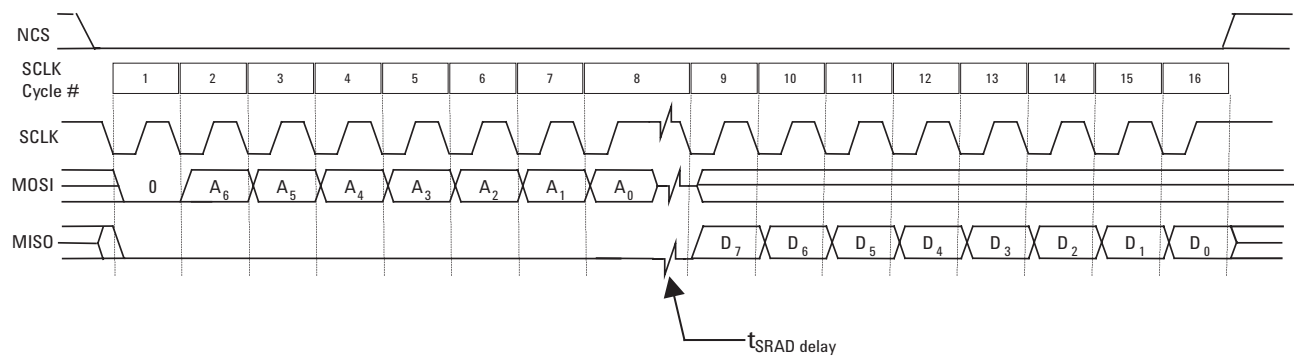 NCS
SCLK
Cycle #
1 2 3 4 5 6 7 8 9 10 11 12 13 14 15 16
SCLK
MOSI
0 A6 A5 A4 A3 A2 A1 A0
MISO
D7 D6 D5 D4 D3 D2 D1 D0
tSRAD delay